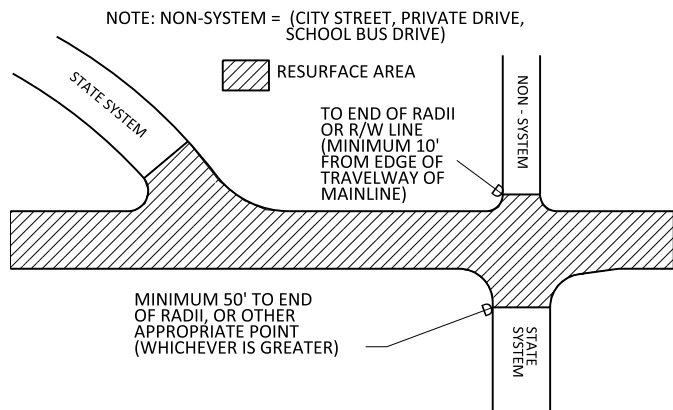 NOTE: NON-SYSTEM = (CITY STREET, PRIVATE DRIVE,
SCHOOL BUS DRIVE)
RESURFACE AREA
STATE SYSTEM
NON - SYSTEM
TO END OF RADII
OR R/W LINE
(MINIMUM 10'
FROM EDGE OF
TRAVELWAY OF
MAINLINE)
MINIMUM 50' TO END
OF RADII, OR OTHER
APPROPRIATE POINT
(WHICHEVER IS GREATER)
STATE
SYSTEM